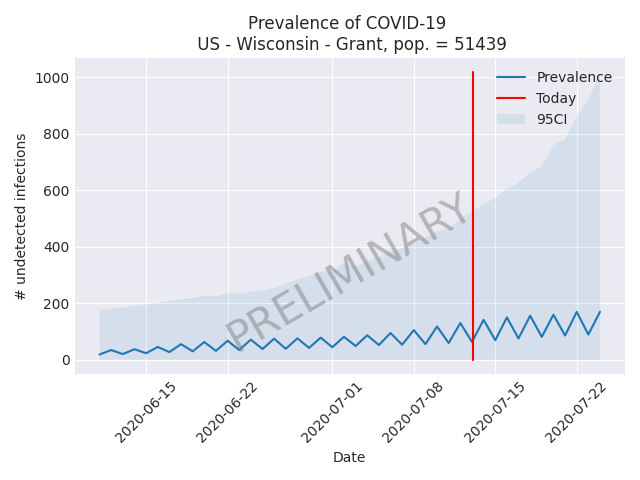 Prevalence of COVID-19
US - Wisconsin - Grant, pop. = 51439
# undetected infections
1000
800
600
400
200
0
Prevalence
Today
95CI
PRELIMINARY
2020-06-15
2020-06-22
2020-07-01
2020-07-08
2020-07-15
2020-07-22
Date